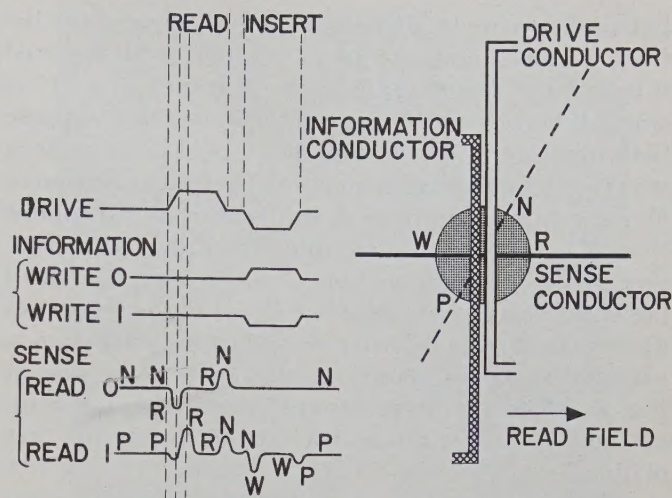 READ INSERT
DRIVE
INFORMATION
WRITE 0
WRITE 1
SENSE
N N N N
READ 0
R R
R
P P R N N P
READ 1
W W P
DRIVE
CONDUCTOR
INFORMATION
CONDUCTOR
N
W R
SENSE
CONDUCTOR
P
READ FIELD